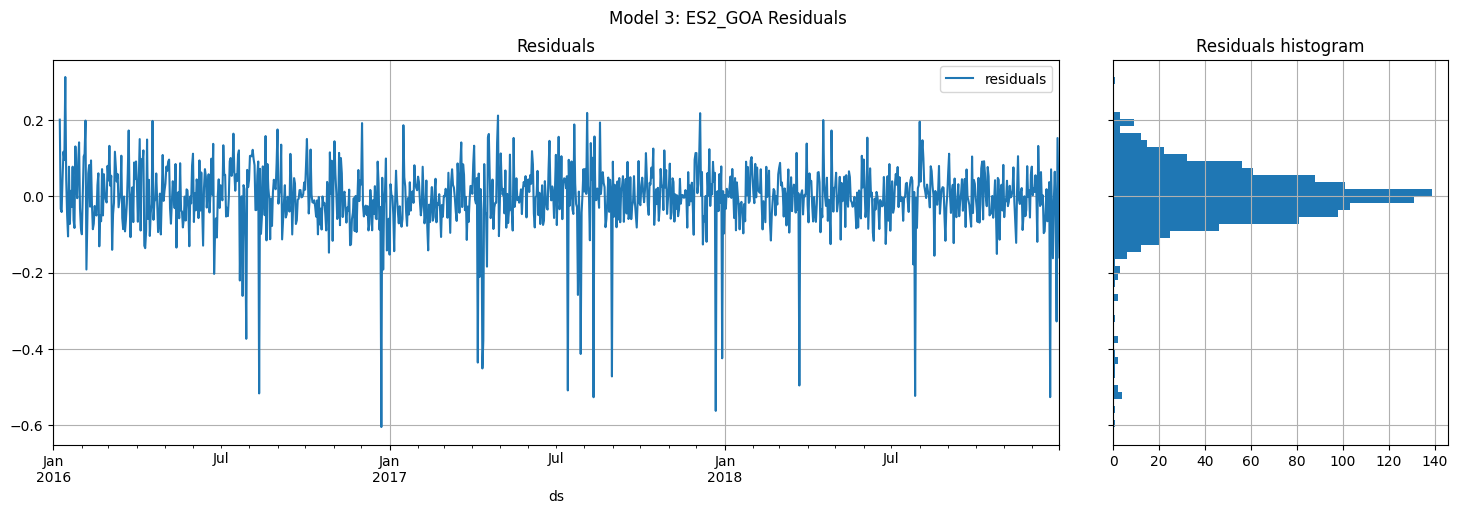 Model 3: ES2_GOA Residuals
Residuals
residuals
0.2
0.0
−0.2
−0.4
−0.6
Jan
2016
Jul
Jan
2017
Jul
Jan
2018
Jul
ds
Residuals histogram
0 20 40 60 80 100 120 140